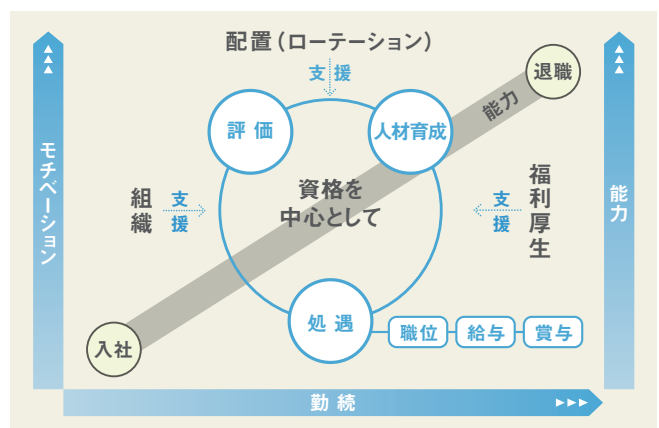 配置（ローテーション）
支援
退職
能力
評価
人材育成
モチベーション
組織
支援
資格を
中心として
支援
福利厚生
能力
処遇
職位
給与
賞与
入社
勤続